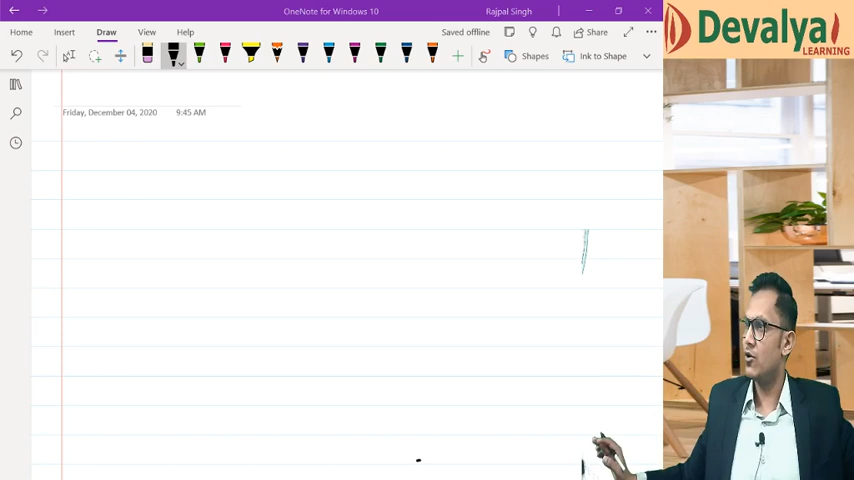 OneNote for Windows 10
Rajpal Singh
Devalya
LEARNING
Home Insert Draw View Help
Saved offline
Share
Shapes
Ink to Shape
Friday, December 04, 2020 9:45 AM